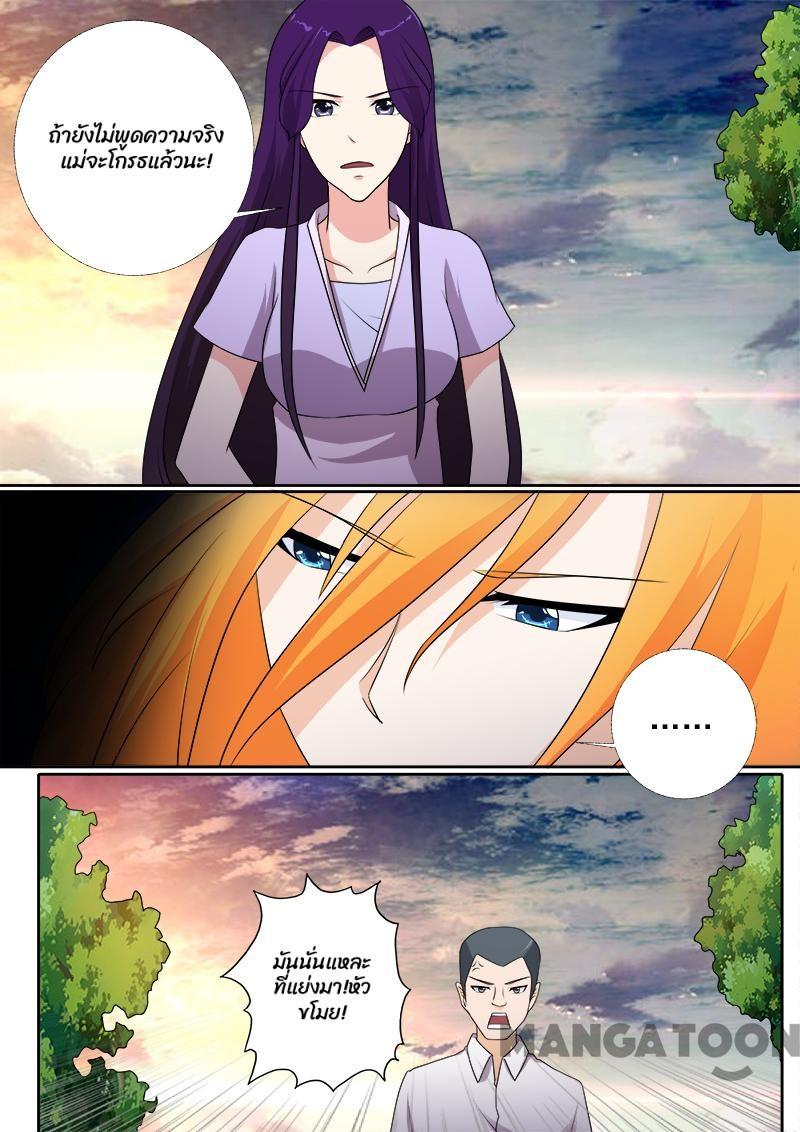 ถ้ายังไม่พูดความจริง
แม่จะโกรธแล้วนะ!
......
มันนั่นแหละ
ที่แย่งมา!หัว
ขโมย!
MANGATOON